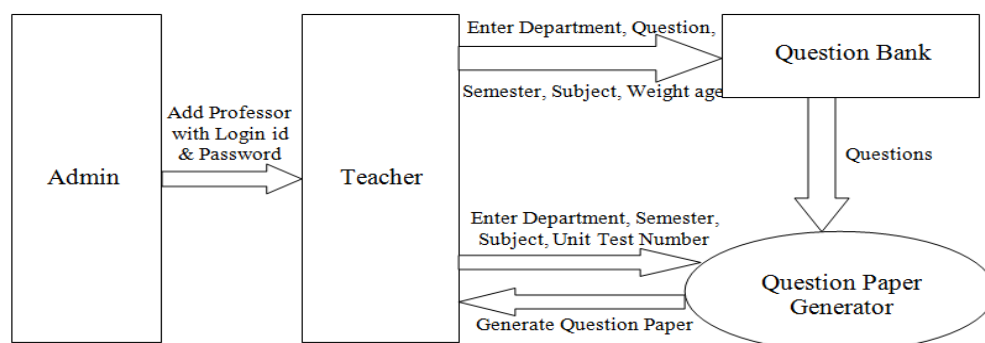 Admin
Add Professor
with Login id
& Password
Teacher
Enter Department, Question,
Semester, Subject, Weight age
Question Bank
Questions
Enter Department, Semester,
Subject, Unit Test Number
Generate Question Paper
Question Paper
Generator